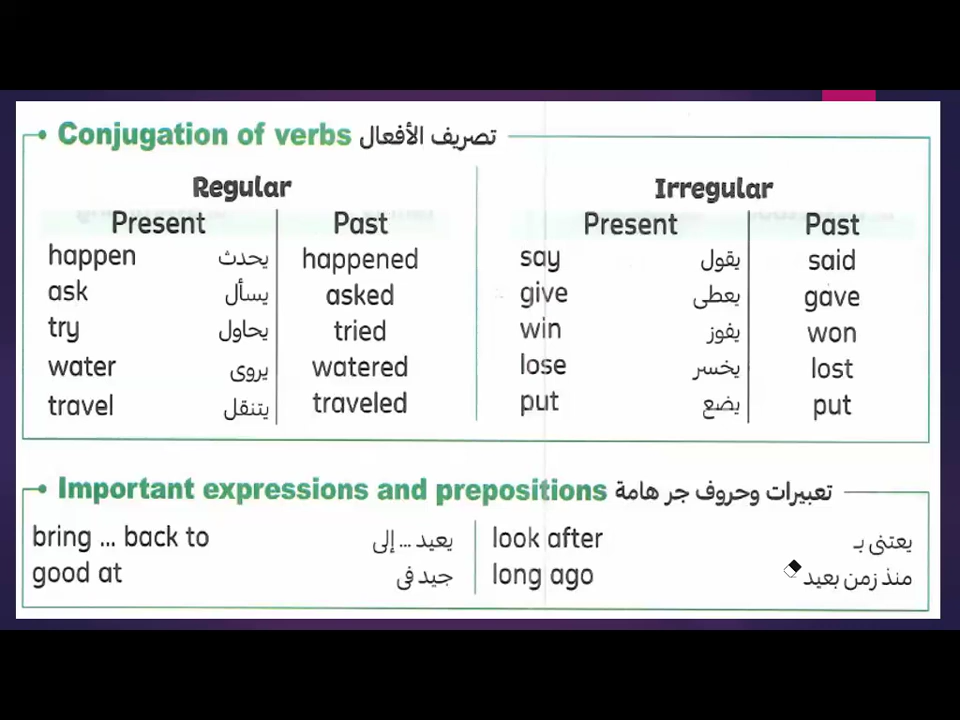 Conjugation of verbs تصريف الأفعال
Regular
Present Past
happen يحدث happened
ask يسأل asked
try يحاول tried
water يروى watered
travel يتنقل traveled
Irregular
Present Past
say يقول said
give يعطى gave
win يفوز won
lose يخسر lost
put يضع put
Important expressions and prepositions تعبيرات وحروف جر هامة
bring ... back to يعيد ... إلى
good at جيد فى
look after يعتنى بـ
long ago منذ زمن بعيد